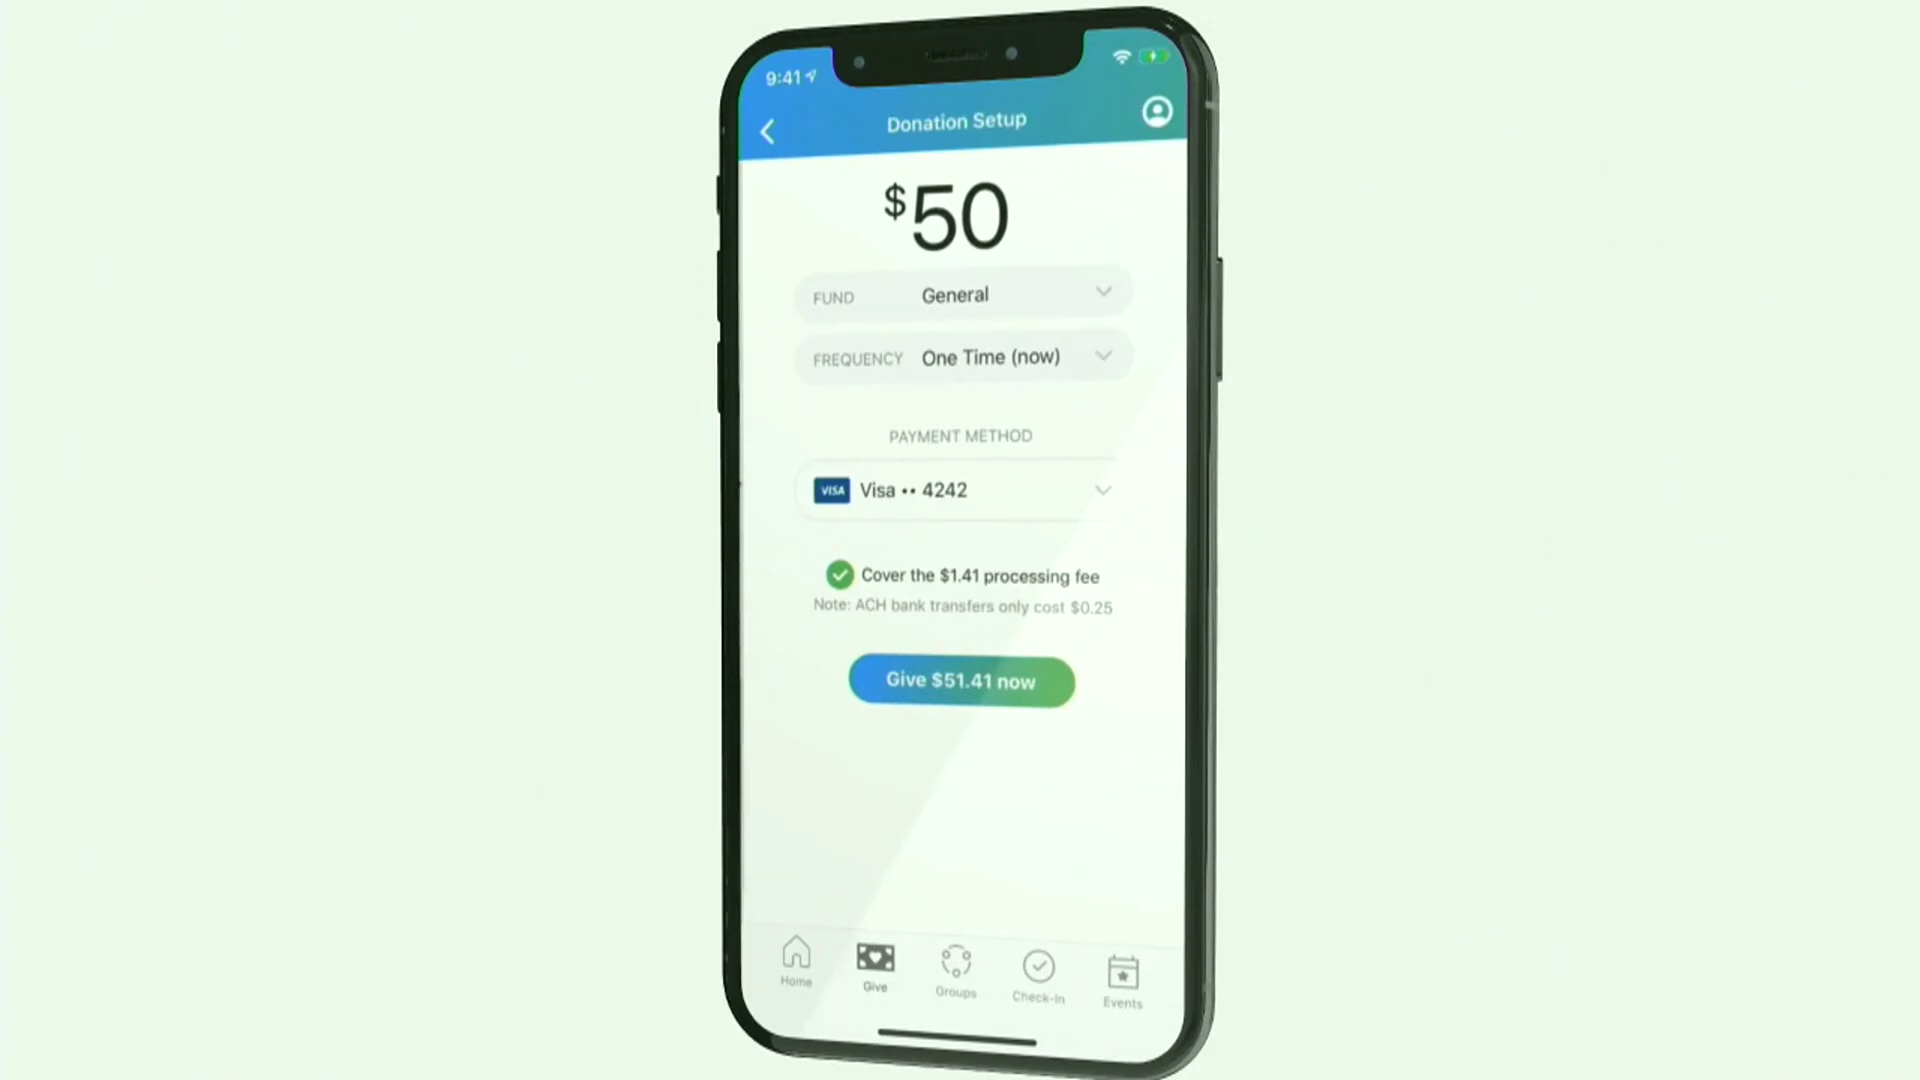 9:41
Donation Setup
$50
FUND General
FREQUENCY One Time (now)
PAYMENT METHOD
VISA Visa •• 4242
Cover the $1.41 processing fee
Note: ACH bank transfers only cost $0.25
Give $51.41 now
Home Give Groups Check-In Events